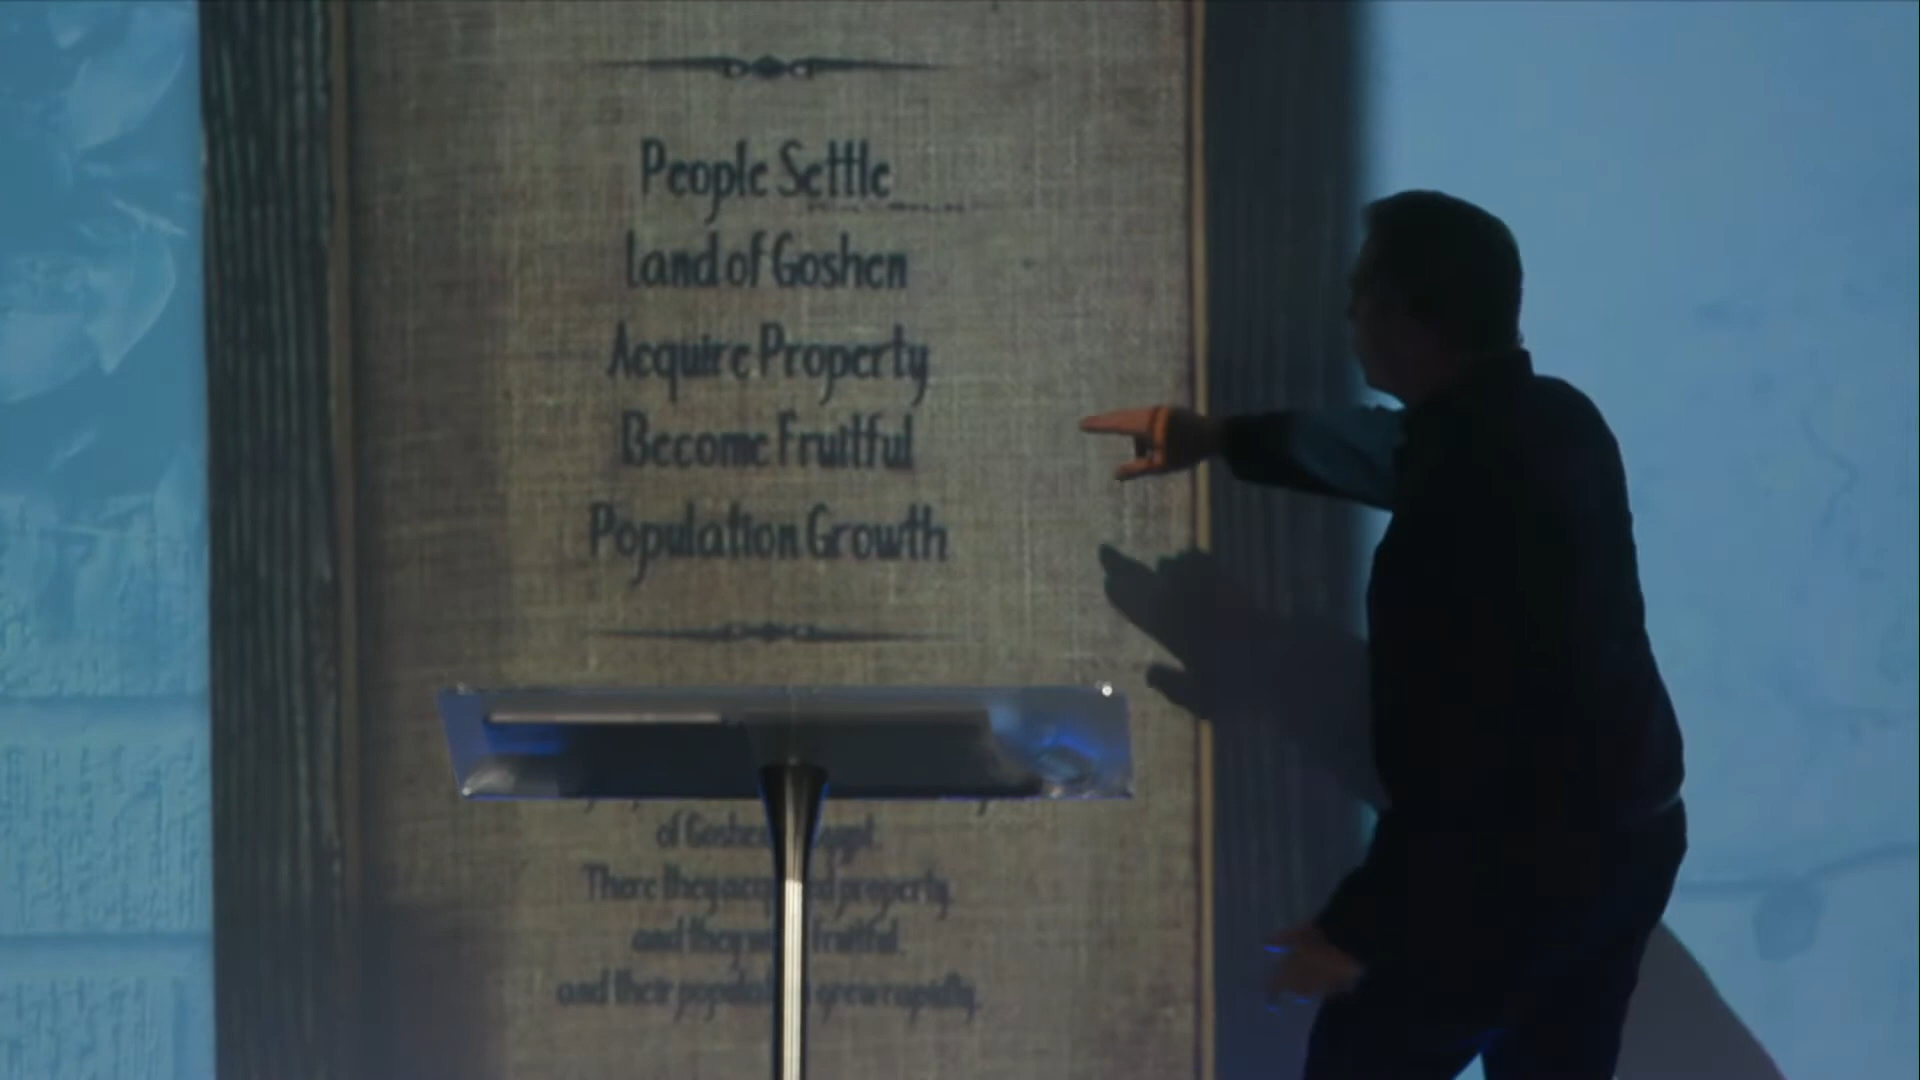 People Settle
Land of Goshen
Acquire Property
Become Fruitful
Population Growth
of Goshen
There they property
and they fruitful.
and their grew rapidly.